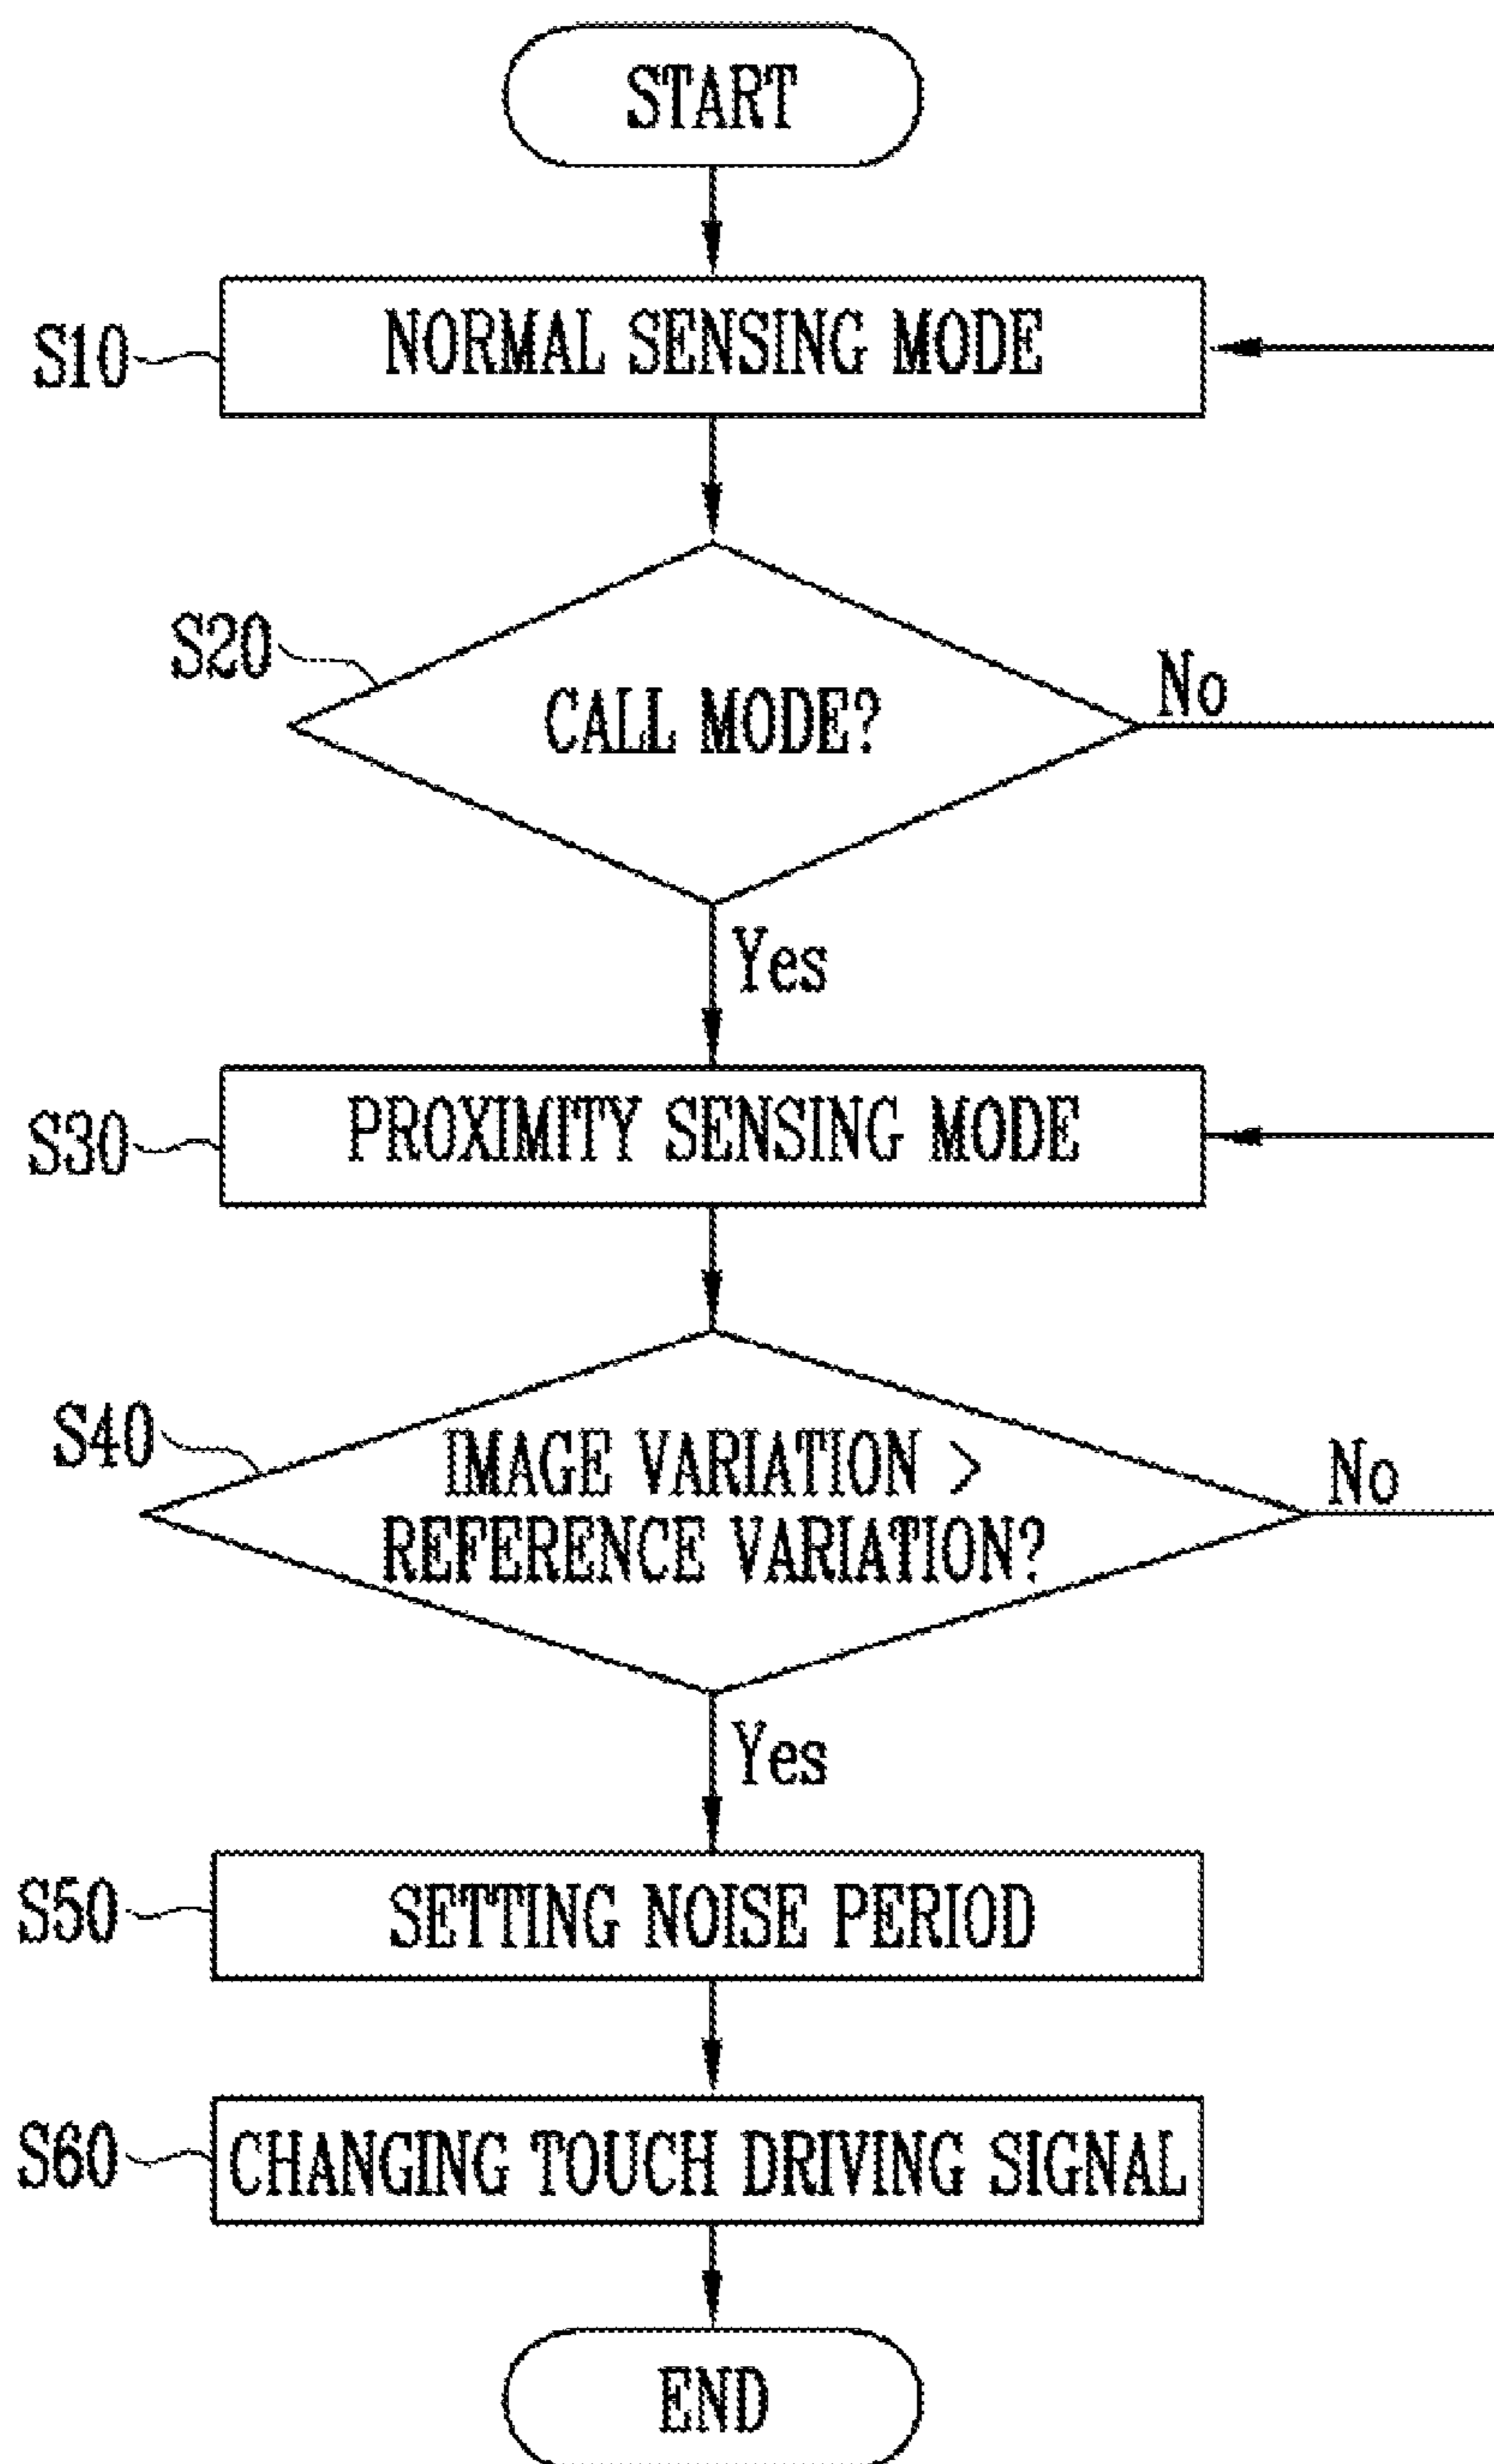 START
S10
NORMAL SENSING MODE
S20
CALL MODE?
No
Yes
S30
PROXIMITY SENSING MODE
S40
IMAGE VARIATION >
REFERENCE VARIATION?
No
Yes
S50
SETTING NOISE PERIOD
S60
CHANGING TOUCH DRIVING SIGNAL
END